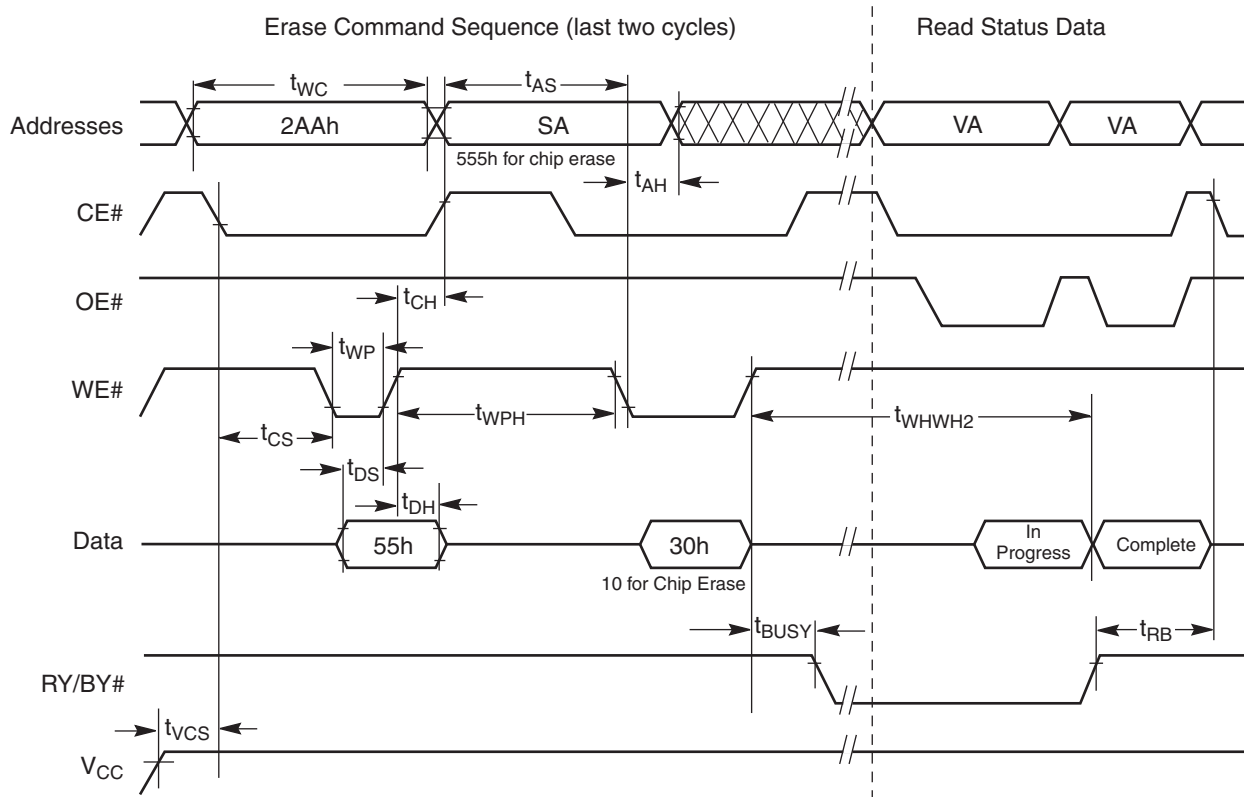 Erase Command Sequence (last two cycles)
Read Status Data
tWC
tAS
Addresses
2AAh
SA
VA
VA
555h for chip erase
tAH
CE#
OE#
tCH
tWP
WE#
tWPH
tWHWH2
tCS
tDS
tDH
Data
55h
30h
In
Progress
Complete
10 for Chip Erase
tBUSY
tRB
RY/BY#
tVCS
VCC